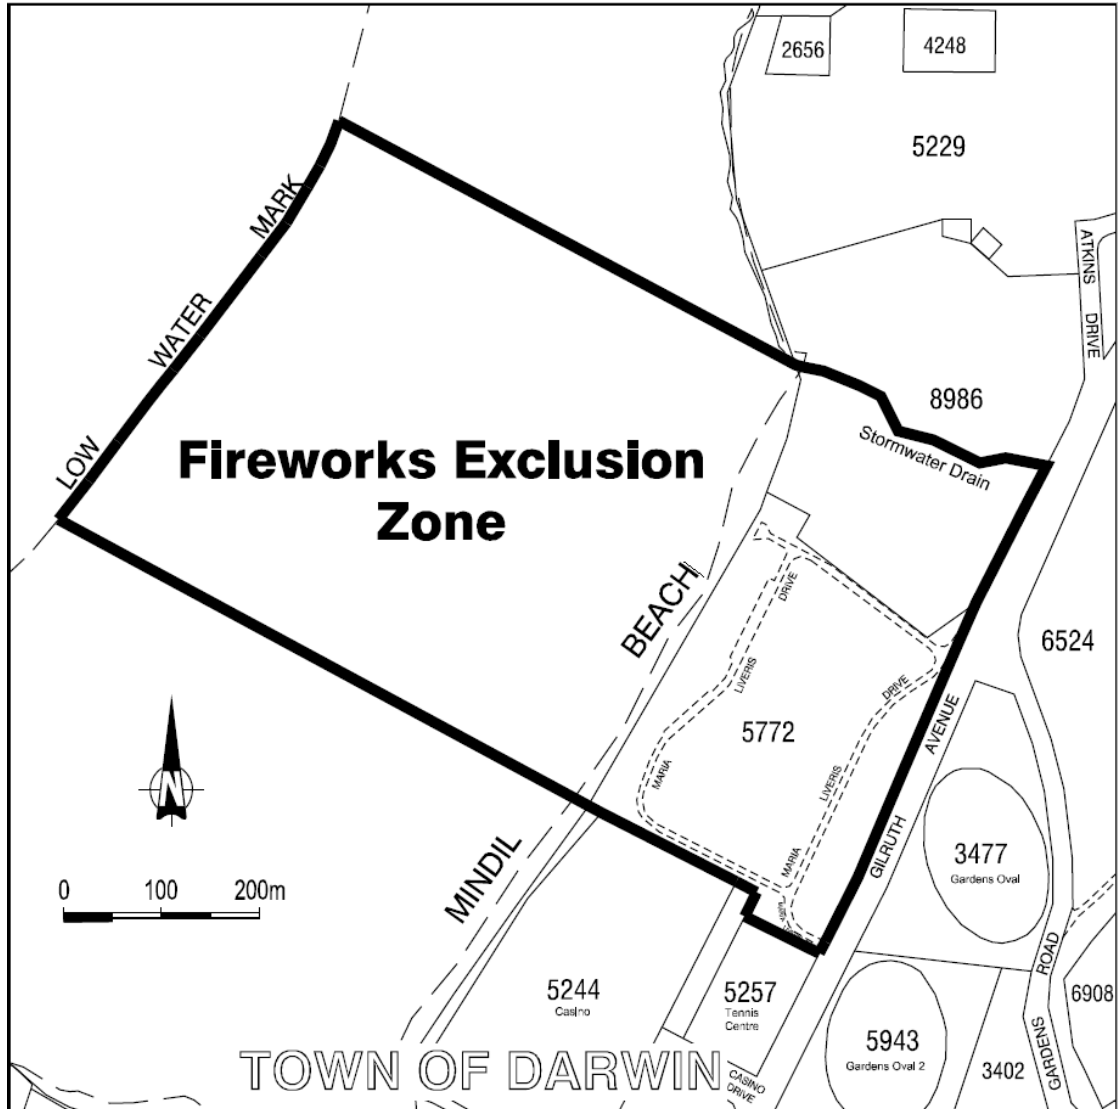 2656
4248
5229
ATKINS
DRIVE
MARK
WATER
LOW
8986
Stormwater Drain
Fireworks Exclusion
Zone
BEACH
MINDIL
DRIVE
LIVERIS
MARIA
5772
DRIVE
LIVERIS
MARIA
AVENUE
GILRUTH
6524
3477
Gardens Oval
N
0 100 200m
5244
Casino
5257
Tennis
Centre
5943
Gardens Oval 2
ROAD
GARDENS
6908
3402
CASINO
DRIVE
TOWN OF DARWIN